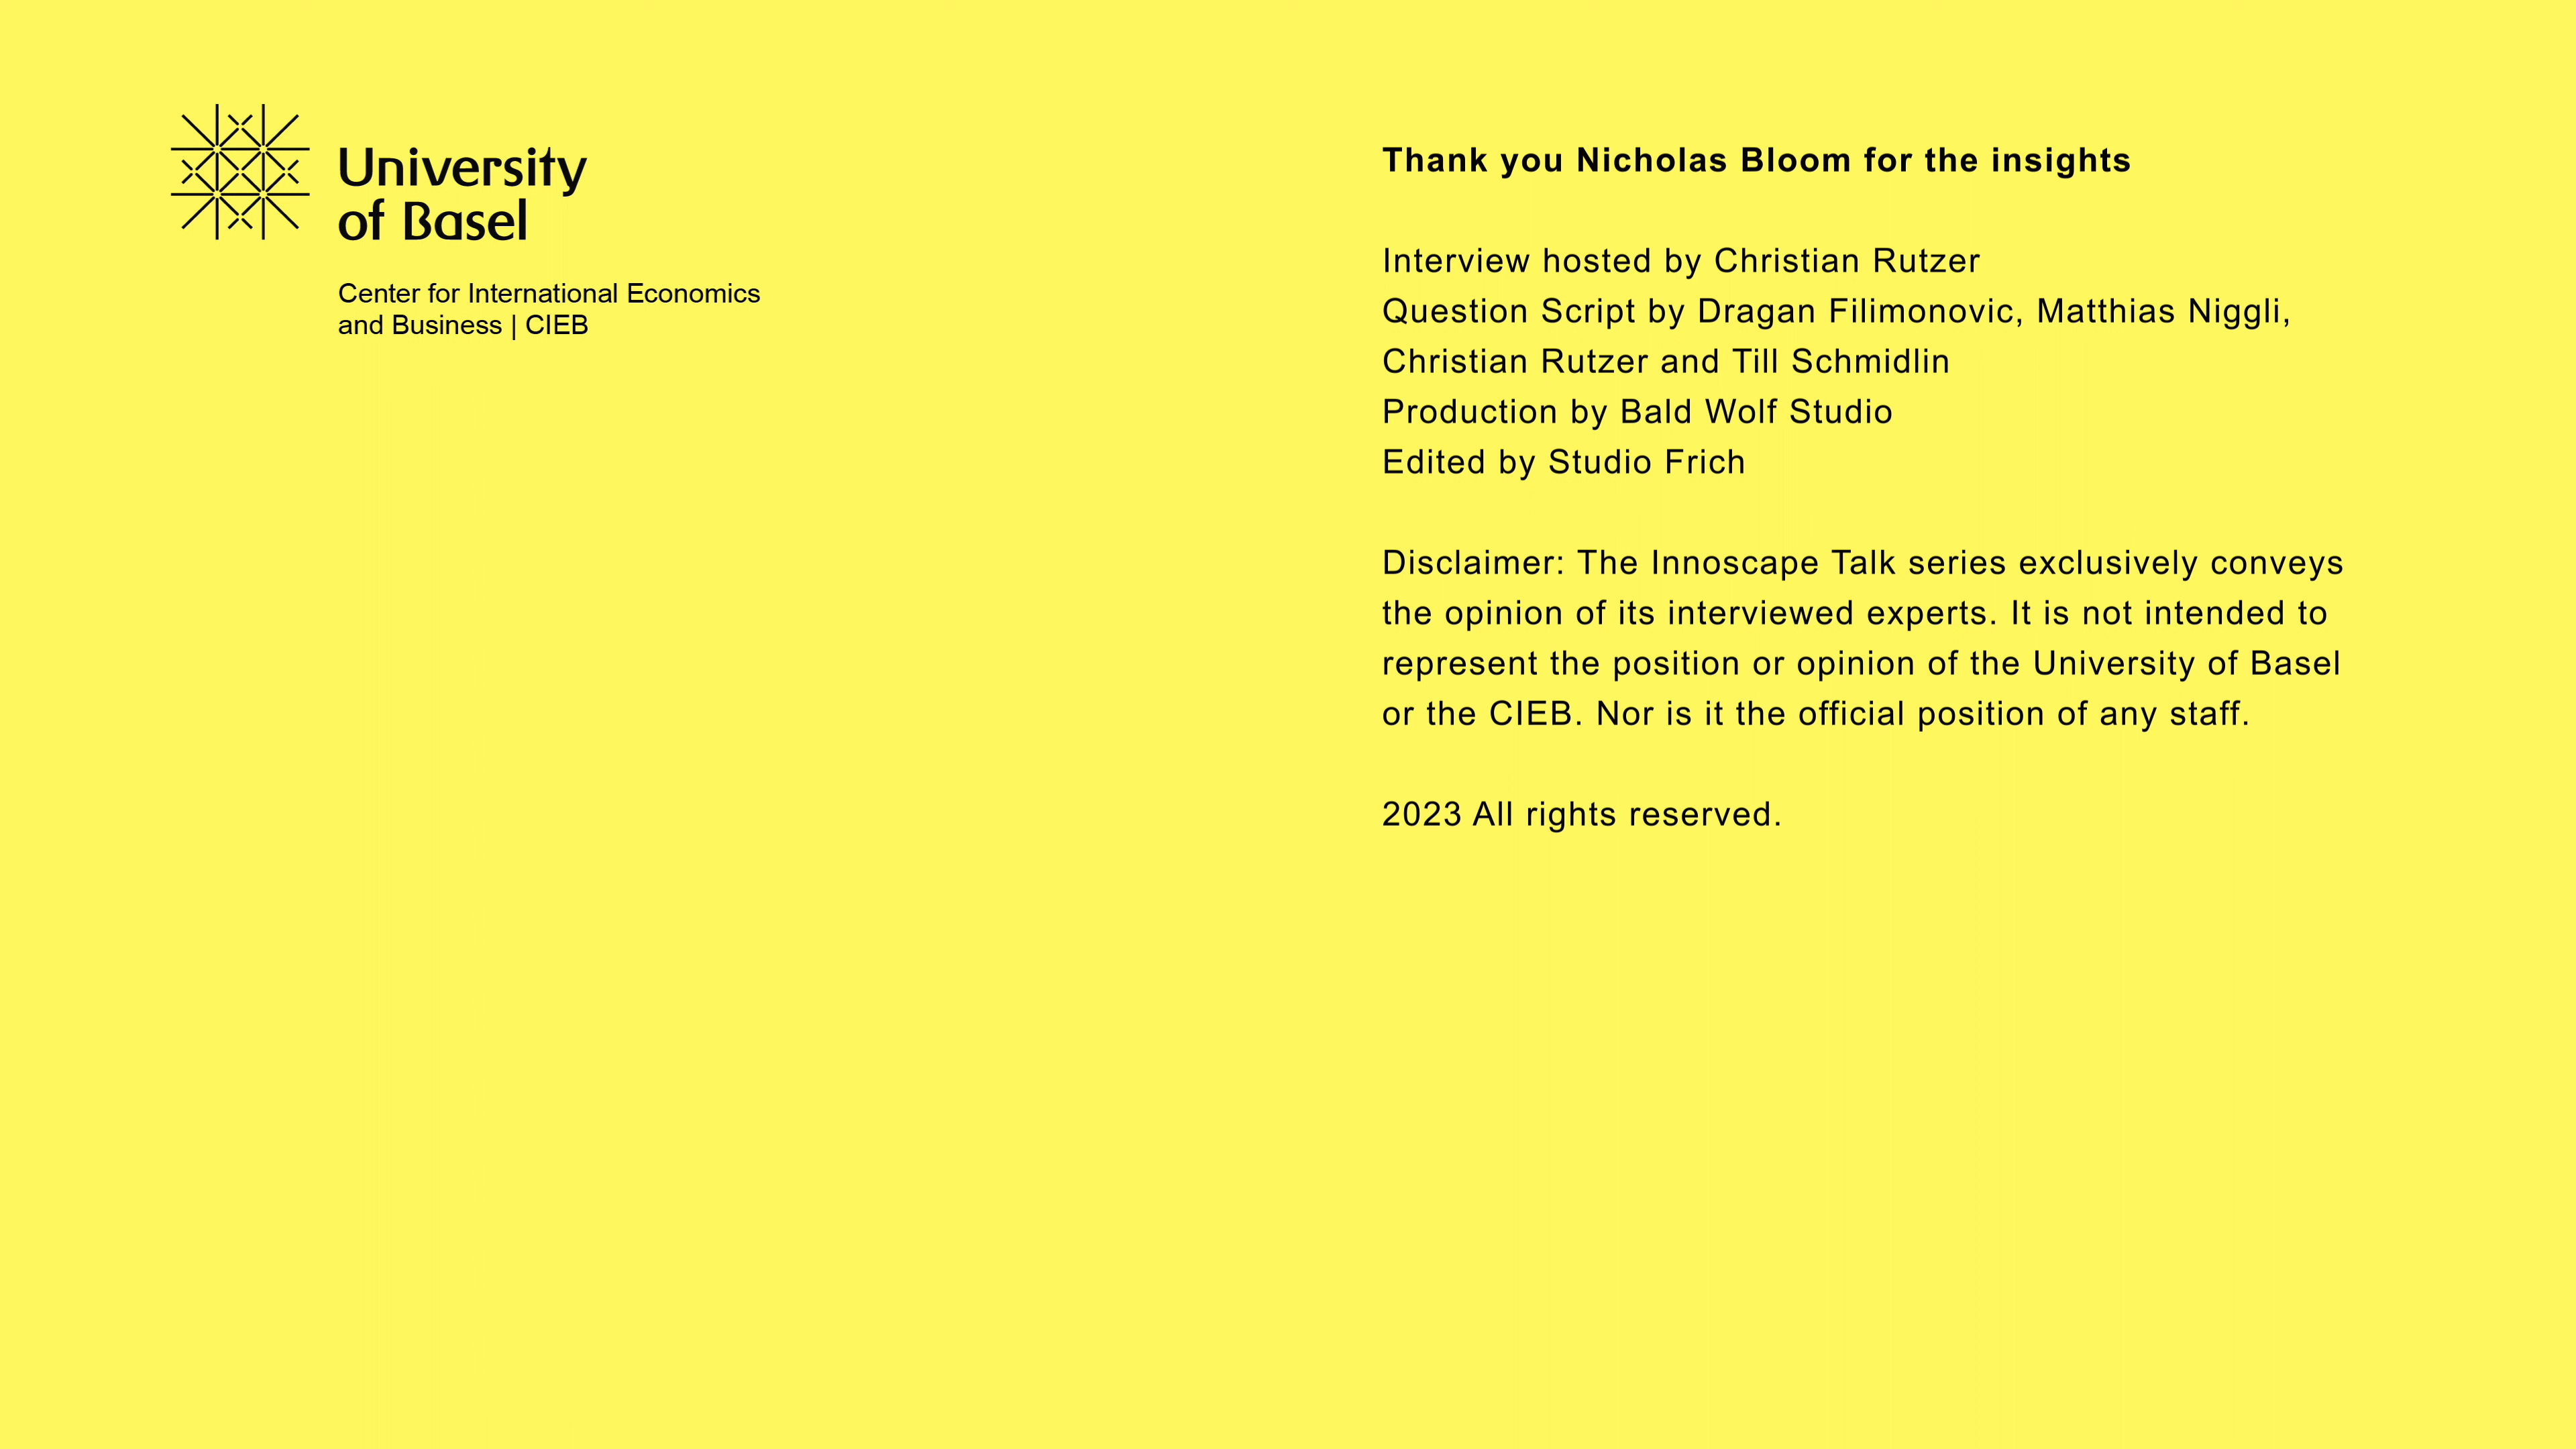 University
of Basel
Center for International Economics
and Business | CIEB
Thank you Nicholas Bloom for the insights
Interview hosted by Christian Rutzer
Question Script by Dragan Filimonovic, Matthias Niggli,
Christian Rutzer and Till Schmidlin
Production by Bald Wolf Studio
Edited by Studio Frich
Disclaimer: The Innoscape Talk series exclusively conveys
the opinion of its interviewed experts. It is not intended to
represent the position or opinion of the University of Basel
or the CIEB. Nor is it the official position of any staff.
2023 All rights reserved.